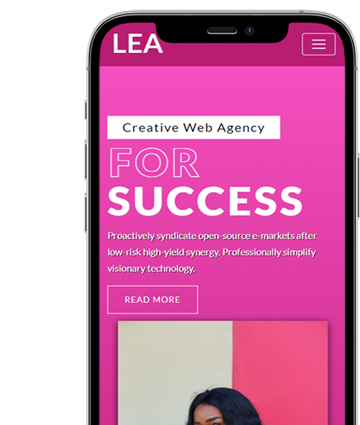 LEA
Creative Web Agency
FOR
SUCCESS
Proactively syndicate open-source e-markets after
low-risk high-yield synergy. Professionally simplify
visionary technology.
READ MORE